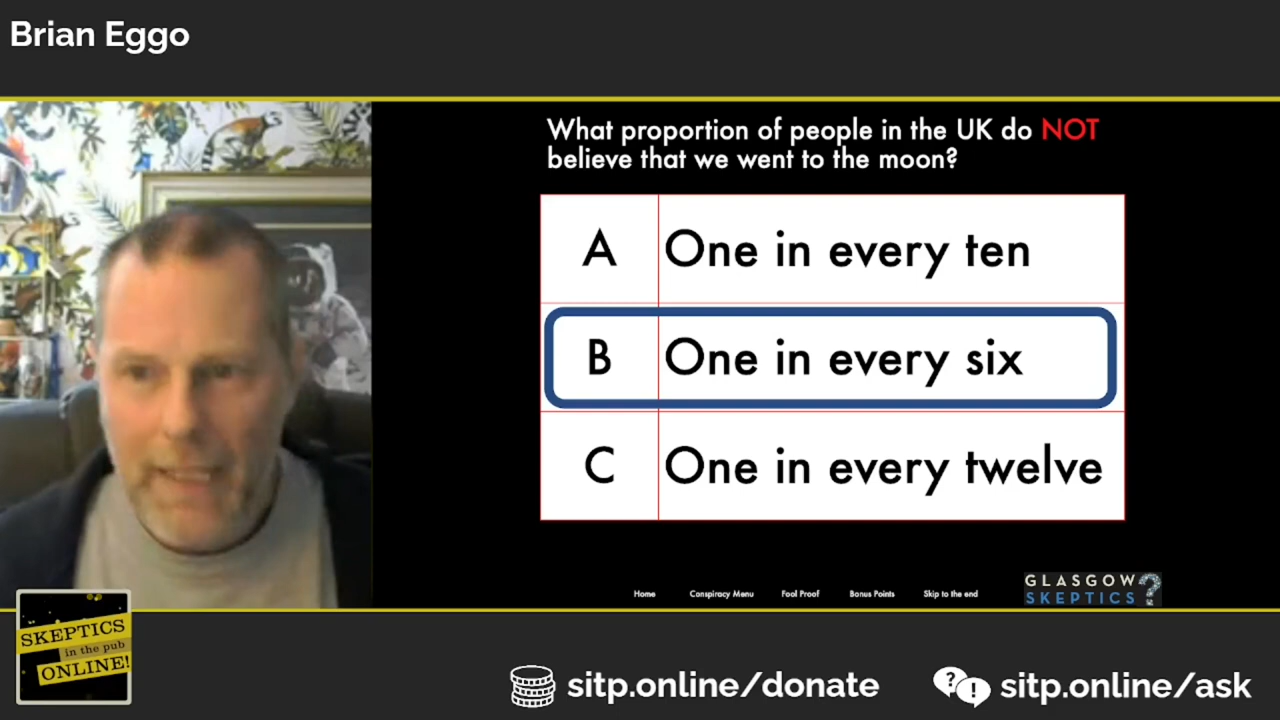 Brian Eggo
What proportion of people in the UK do NOT
believe that we went to the moon?
A One in every ten
B One in every six
C One in every twelve
Home Conspiracy Menu Fool Proof Bonus Points Skip to the end
GLASGOW
SKEPTICS ?
SKEPTICS
in the pub
ONLINE!
sitp.online/donate
?! sitp.online/ask